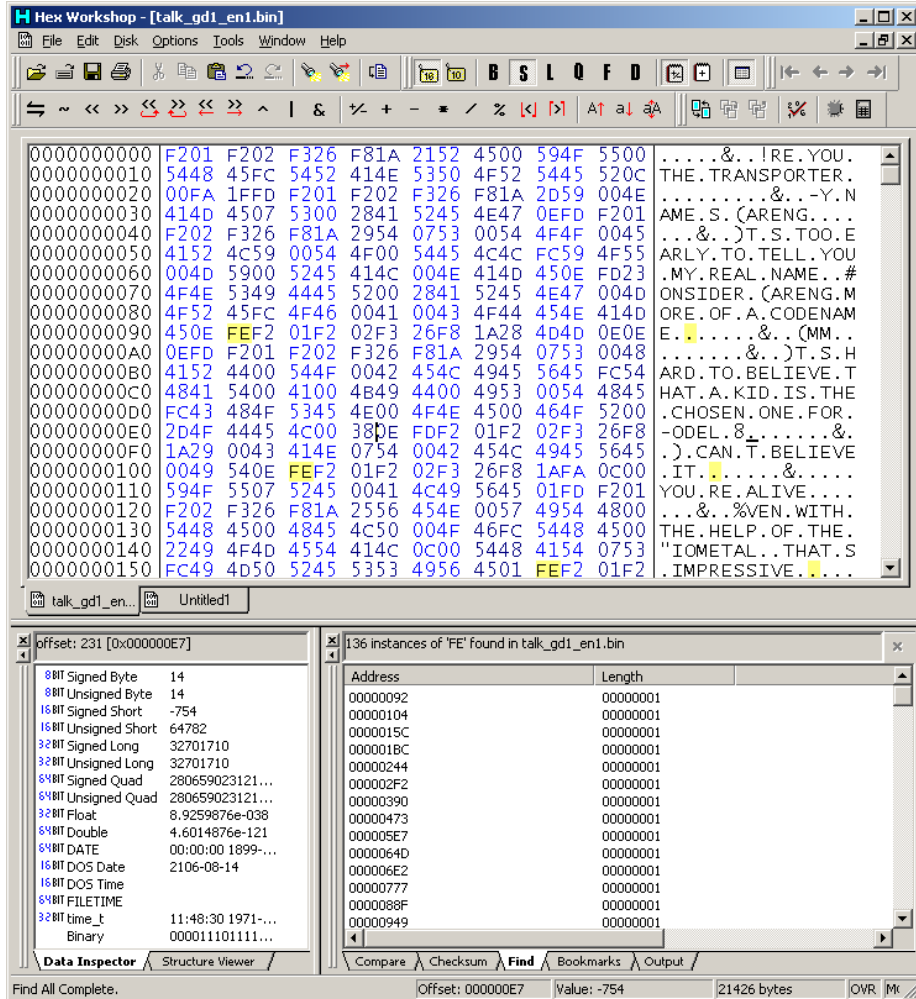 Hex Workshop - [talk_gd1_en1.bin]
File Edit Disk Options Tools Window Help
16 10 B S L Q F D
0000000000 F201 F202 F326 F81A 2152 4500 594F 5500 .....&..!RE.YOU.
0000000010 5448 45FC 5452 414E 5350 4F52 5445 520C THE.TRANSPORTER.
0000000020 00FA 1FFD F201 F202 F326 F81A 2D59 004E .........&..-Y.N
0000000030 414D 4507 5300 2841 5245 4E47 0EFD F201 AME.S.(ARENG....
0000000040 F202 F326 F81A 2954 0753 0054 4F4F 0045 ...&..)T.S.TOO.E
0000000050 4152 4C59 0054 4F00 5445 4C4C FC59 4F55 ARLY.TO.TELL.YOU
0000000060 004D 5900 5245 414C 004E 414D 450E FD23 .MY.REAL.NAME..#
0000000070 4F4E 5349 4445 5200 2841 5245 4E47 004D ONSIDER.(ARENG.M
0000000080 4F52 45FC 4F46 0041 0043 4F44 454E 414D ORE.OF.A.CODENAM
0000000090 450E FEF2 01F2 02F3 26F8 1A28 4D4D 0E0E E.......&..(MM..
00000000A0 0EFD F201 F202 F326 F81A 2954 0753 0048 .......&..)T.S.H
00000000B0 4152 4400 544F 0042 454C 4945 5645 FC54 ARD.TO.BELIEVE.T
00000000C0 4841 5400 4100 4B49 4400 4953 0054 4845 HAT.A.KID.IS.THE
00000000D0 FC43 484F 5345 4E00 4F4E 4500 464F 5200 .CHOSEN.ONE.FOR.
00000000E0 2D4F 4445 4C00 380E FDF2 01F2 02F3 26F8 -ODEL.8.......&.
00000000F0 1A29 0043 414E 0754 0042 454C 4945 5645 .).CAN.T.BELIEVE
0000000100 0049 540E FEF2 01F2 02F3 26F8 1AFA 0C00 .IT.......&.....
0000000110 594F 5507 5245 0041 4C49 5645 01FD F201 YOU.RE.ALIVE....
0000000120 F202 F326 F81A 2556 454E 0057 4954 4800 ...&..%VEN.WITH.
0000000130 5448 4500 4845 4C50 004F 46FC 5448 4500 THE.HELP.OF.THE.
0000000140 2249 4F4D 4554 414C 0C00 5448 4154 0753 "IOMETAL..THAT.S
0000000150 FC49 4D50 5245 5353 4956 4501 FEF2 01F2 .IMPRESSIVE.....
talk_gd1_en... Untitled1
offset: 231 [0x000000E7]
8BIT Signed Byte 14
8BIT Unsigned Byte 14
16BIT Signed Short -754
16BIT Unsigned Short 64782
32BIT Signed Long 32701710
32BIT Unsigned Long 32701710
64BIT Signed Quad 280659023121...
64BIT Unsigned Quad 280659023121...
32BIT Float 8.9259876e-038
64BIT Double 4.6014876e-121
64BIT DATE 00:00:00 1899-...
16BIT DOS Date 2106-08-14
16BIT DOS Time
64BIT FILETIME
32BIT time_t 11:48:30 1971-...
Binary 000011101111...
Data Inspector Structure Viewer
136 instances of 'FE' found in talk_gd1_en1.bin
Address Length
00000092 00000001
00000104 00000001
0000015C 00000001
000001BC 00000001
00000244 00000001
000002F2 00000001
00000390 00000001
00000473 00000001
000005E7 00000001
0000064D 00000001
000006E2 00000001
00000777 00000001
0000088F 00000001
00000949 00000001
Compare Checksum Find Bookmarks Output
Find All Complete. Offset: 000000E7 Value: -754 21426 bytes OVR